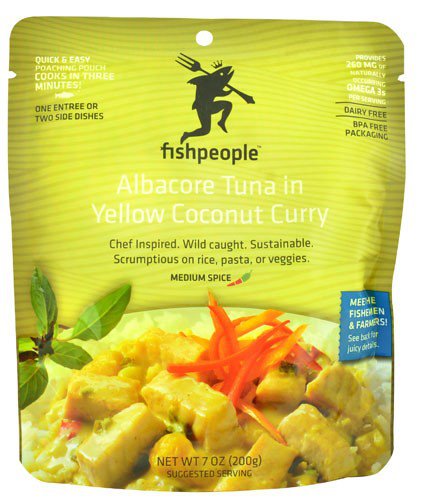 QUICK & EASY
POACHING POUCH
COOKS IN THREE
MINUTES!
ONE ENTREE OR
TWO SIDE DISHES
PROVIDES
260 MG OF
NATURALLY
OCCURRING
OMEGA 3s
PER SERVING
DAIRY FREE
BPA FREE
PACKAGING
fishpeople™
Albacore Tuna in
Yellow Coconut Curry
Chef Inspired. Wild caught. Sustainable.
Scrumptious on rice, pasta, or veggies.
MEDIUM SPICE
FISHERMEN
& FARMERS!
See back for
juicy details.
NET WT 7 OZ (200g)
SUGGESTED SERVING